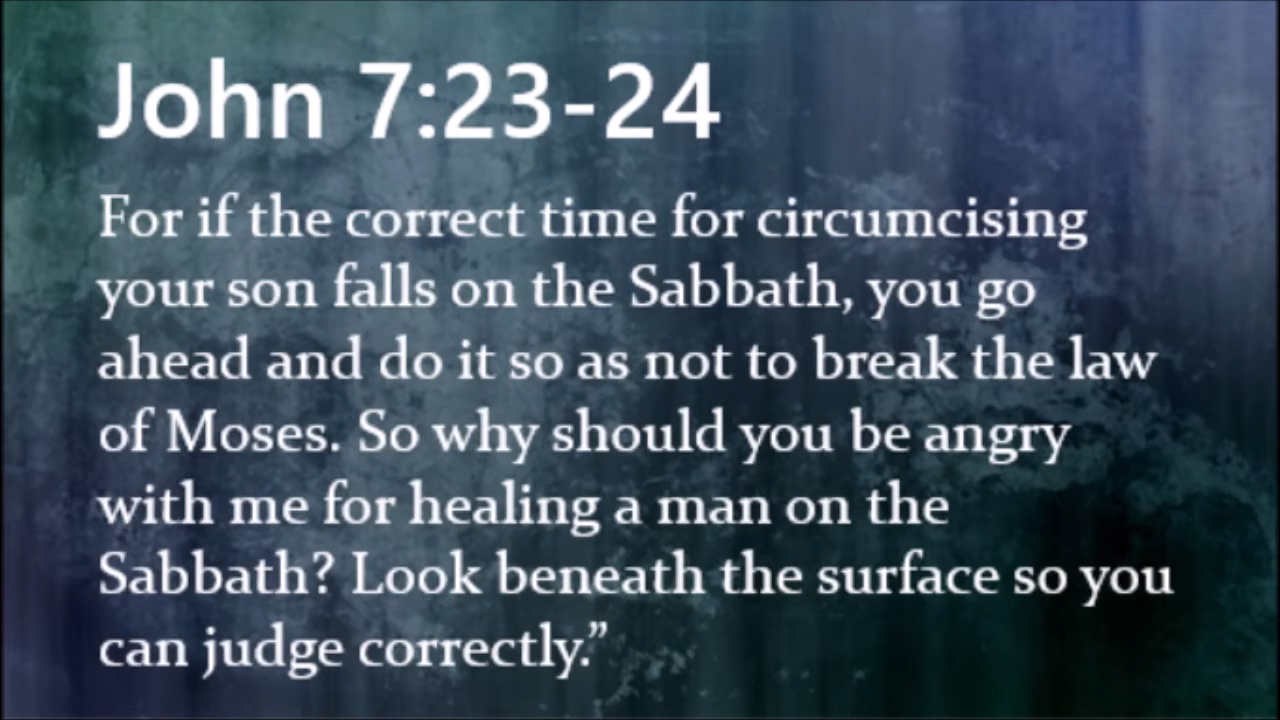 John 7:23-24
For if the correct time for circumcising
your son falls on the Sabbath, you go
ahead and do it so as not to break the law
of Moses. So why should you be angry
with me for healing a man on the
Sabbath? Look beneath the surface so you
can judge correctly.”